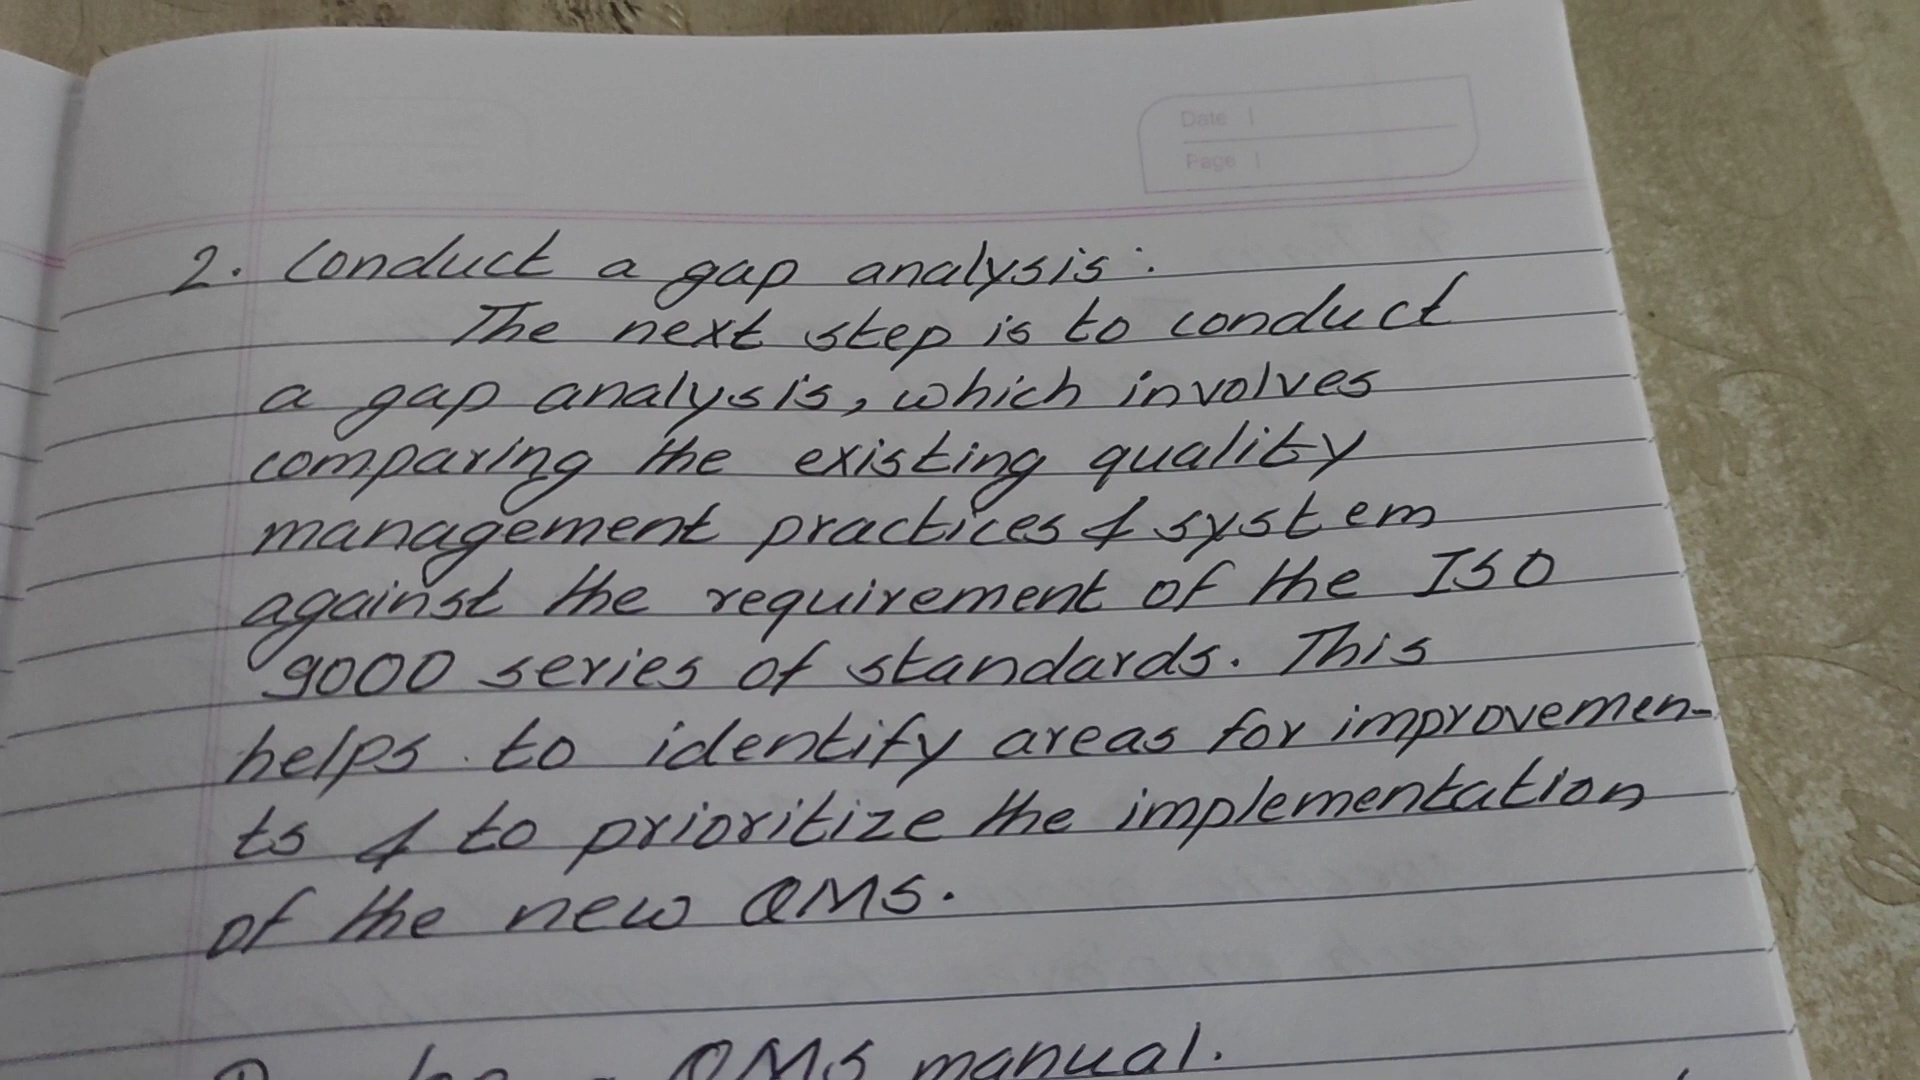 Date
Page
2. Conduct a gap analysis:
The next step is to conduct
a gap analysis, which involves
comparing the existing quality
management practices & system
against the requirement of the ISO
9000 series of standards. This
helps to identify areas for improvemen-
ts & to prioritize the implementation
of the new QMS.
QMS manual.